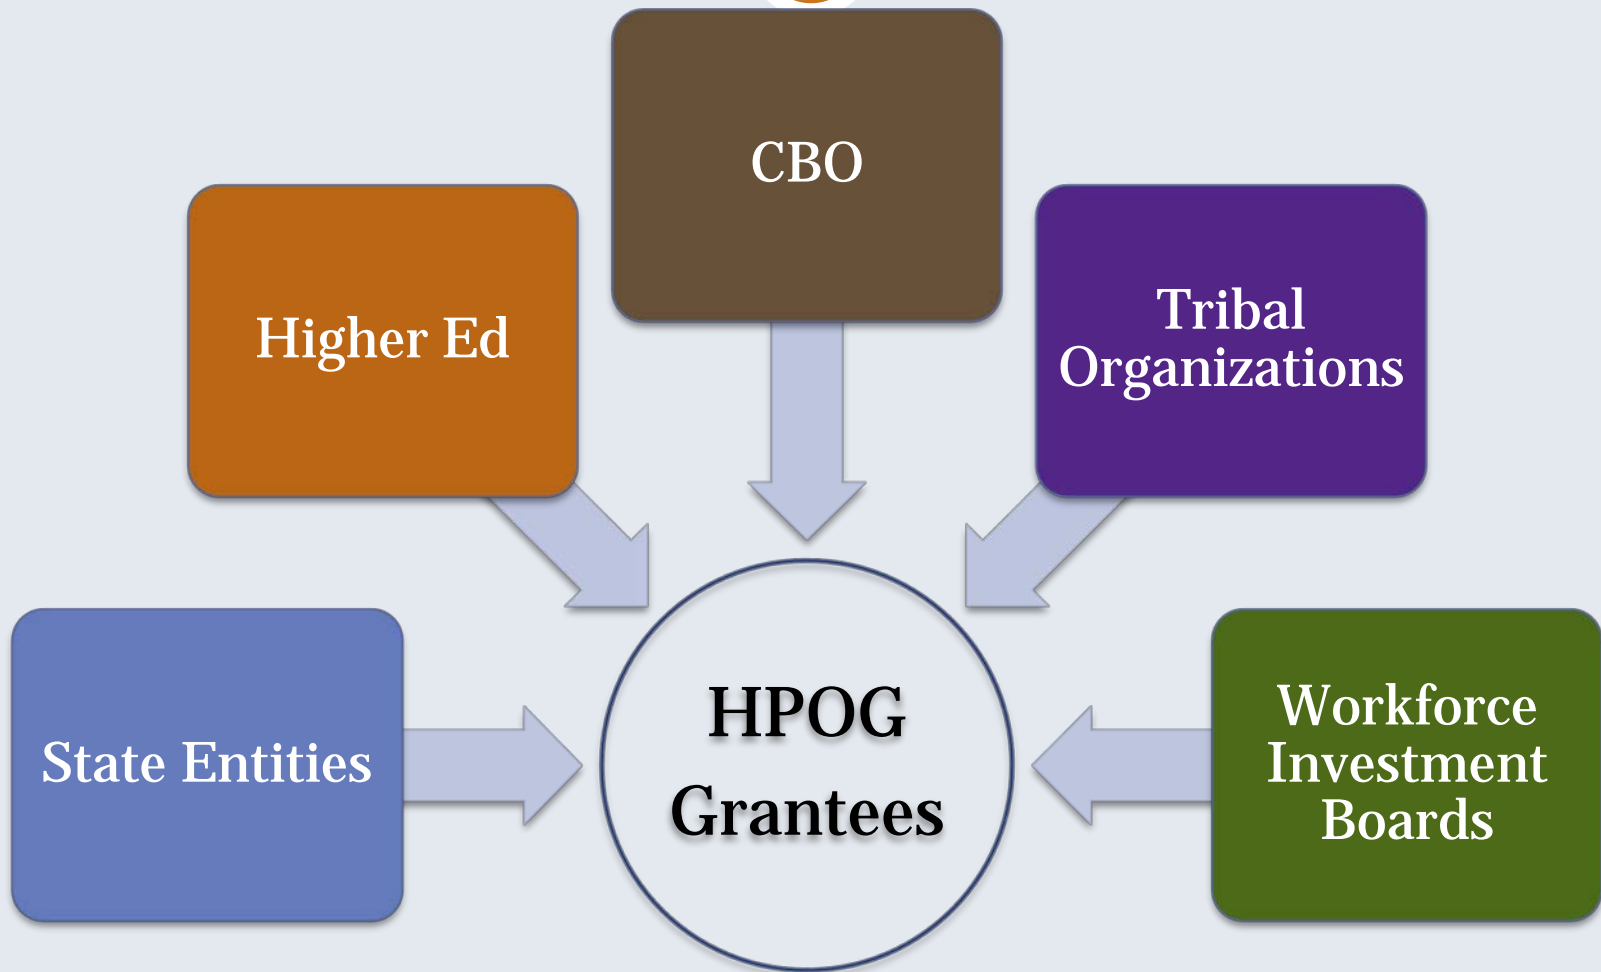 CBO
Higher Ed
Tribal
Organizations
State Entities
HPOG
Grantees
Workforce
Investment
Boards